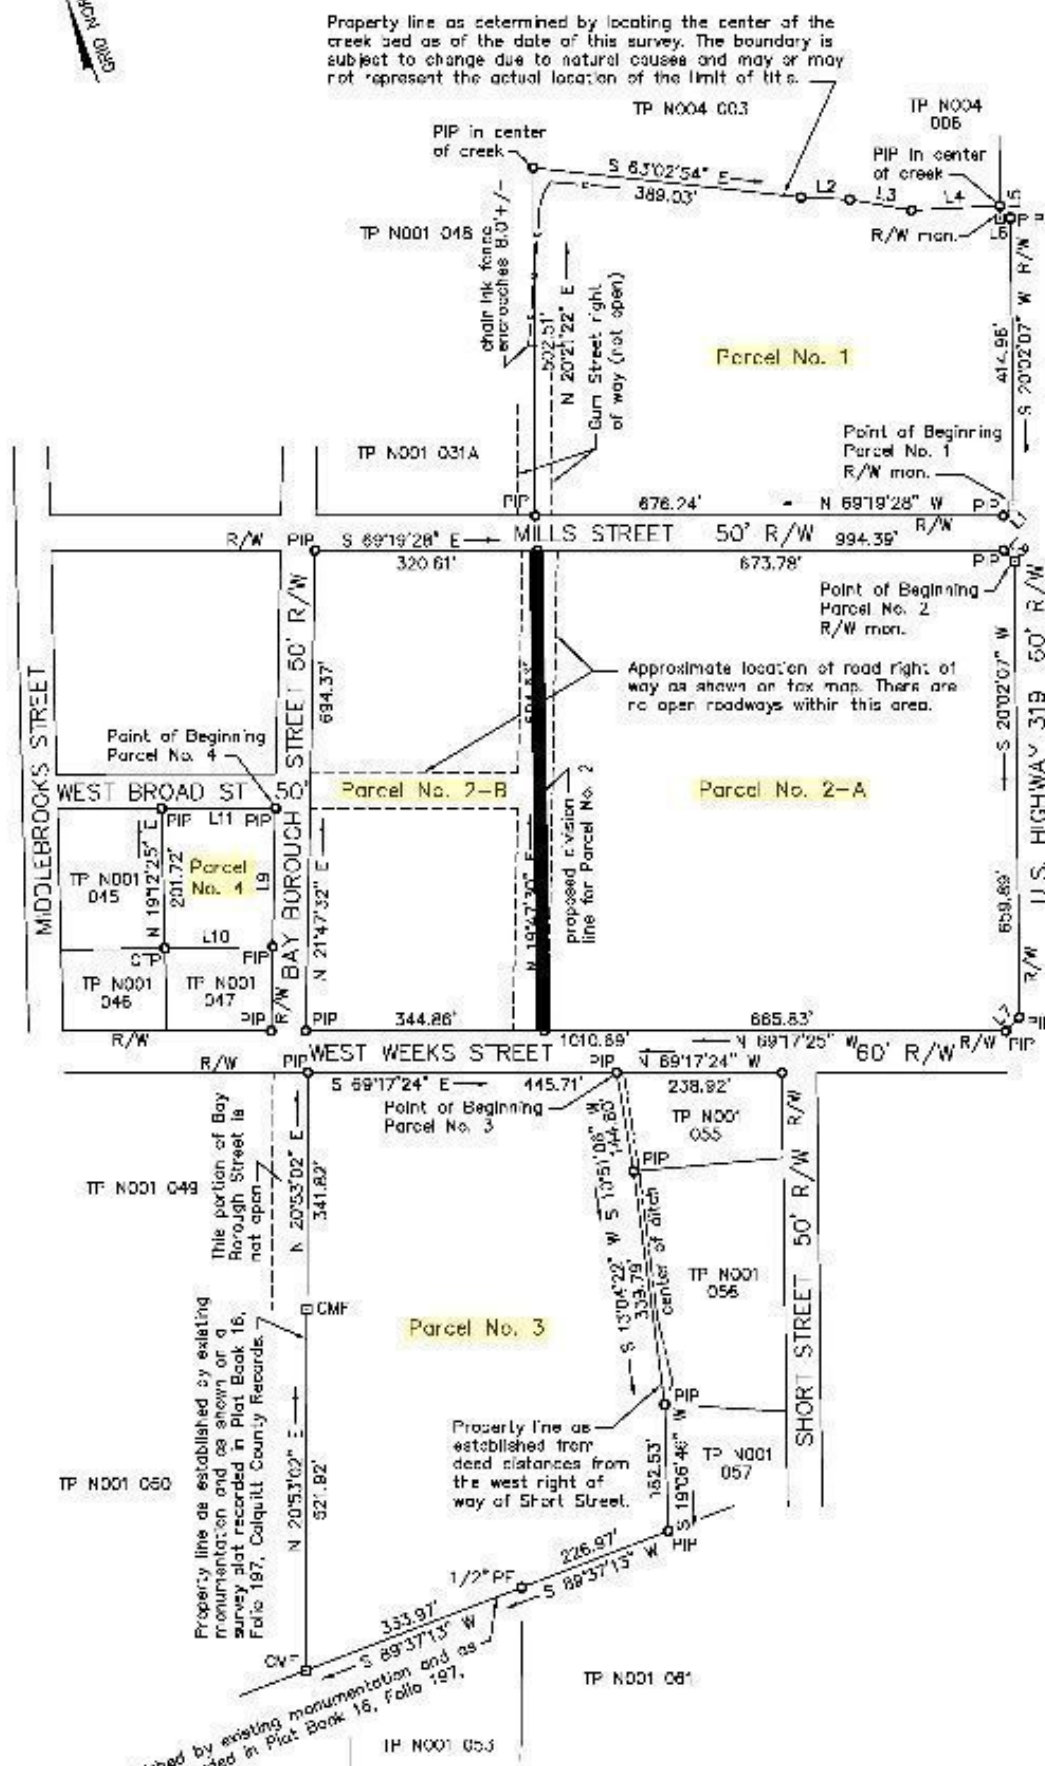 Property line as determined by locating the center of the
creek bed as of the date of this survey. The boundary is
subject to change due to natural causes and may or may
not represent the actual location of the limit of title.
GRID
TP N004 003
TP N004
006
PIP in center
of creek
PIP in center
of creek
S 63°02'54" E
389.03'
L2
L3
L4
L5
L6
R/W mon.
TP N001 048
chain link fence
encroaches 8.0'+/-
502.51'
N 20°21'22" E
Gum Street right
of way (not open)
Parcel No. 1
414.96'
S 20°02'07" W
R/W
Point of Beginning
Parcel No. 1
R/W mon.
TP N001 031A
PIP
676.24'
N 69°19'28" W
PIP
R/W
R/W
PIP
S 69°19'28" E
MILLS STREET 50' R/W
994.39'
320.61'
673.78'
PIP
Point of Beginning
Parcel No. 2
R/W mon.
694.37'
Approximate location of road right of
way as shown on tax map. There are
no open roadways within this area.
S 20°02'07" W
U.S. HIGHWAY 319 50' R/W
MIDDLEBROOKS STREET
Point of Beginning
Parcel No. 4
WEST BROAD ST 50'
BAY BOROUGH STREET 50' R/W
Parcel No. 2-B
Parcel No. 2-A
PIP
L11
PIP
TP N001
045
N 19°12'25" E
201.72'
Parcel
No. 4
L9
N 21°47'32" E
N 19°47'30" E
proposed division
line for Parcel No. 2
659.89'
L10
PIP
TP N001
046
TP N001
047
R/W
PIP
PIP
344.86'
665.83'
L7
PIP
R/W
R/W
PIP
WEST WEEKS STREET
1010.69'
N 69°17'25" W
60' R/W
R/W
PIP
S 69°17'24" E
445.71'
PIP
N 69°17'24" W
238.92'
Point of Beginning
Parcel No. 3
TP N001
055
This portion of Bay
Borough Street is
not open
N 20°53'02" E
341.82'
TP N001 049
S 10°51'08" W
144.60'
PIP
S 13°04'22" W
339.79'
center of ditch
TP N001
056
SHORT STREET 50' R/W
CMF
Parcel No. 3
Property line as established by existing
monumentation and as shown on a
survey plat recorded in Plat Book 16,
Folio 197, Colquitt County Records.
PIP
Property line as
established from
deed distances from
the west right of
way of Short Street.
TP N001
057
TP N001 050
N 20°53'02" E
521.92'
S 19°06'46" W
PIP
226.97'
S 89°37'13" W
1/2" PF
333.97'
S 89°37'13" W
CMF
by existing monumentation and as
in Plat Book 16, Folio 197,
TP N001 061
TP N001 053